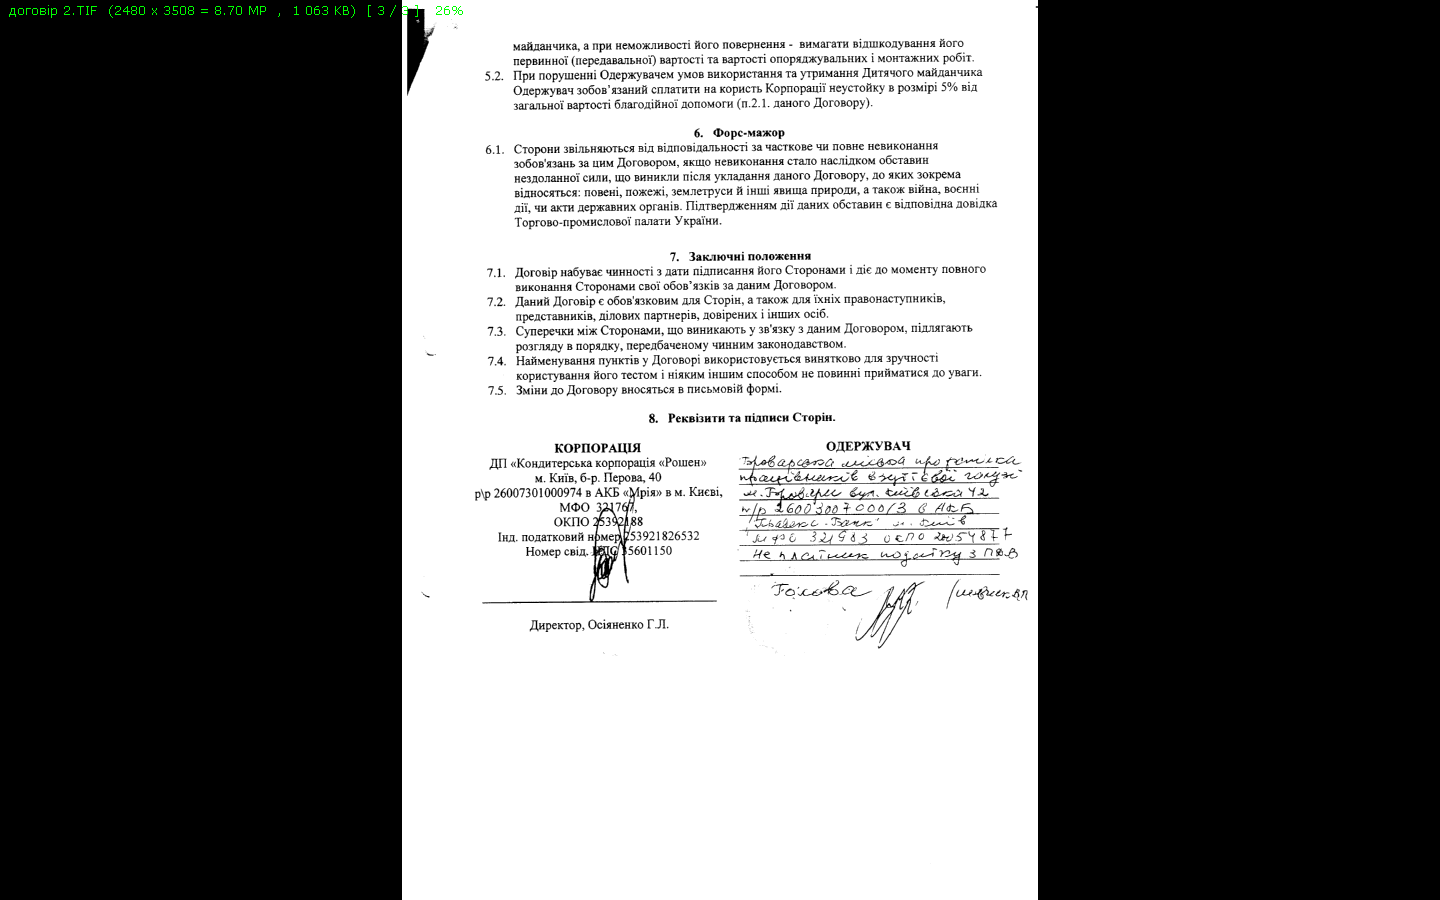 договір 2.TIF (2480 x 3508 = 8.70 MP , 1 063 KB) [ 3 / 3 ] 26%
майданчика, а при неможливості його повернення - вимагати відшкодування його
первинної (передавальної) вартості та вартості опоряджувальних і монтажних робіт.
5.2. При порушенні Одержувачем умов використання та утримання Дитячого майданчика
Одержувач зобов’язаний сплатити на користь Корпорації неустойку в розмірі 5% від
загальної вартості благодійної допомоги (п.2.1. даного Договору).
6. Форс-мажор
6.1. Сторони звільняються від відповідальності за часткове чи повне невиконання
зобов'язань за цим Договором, якщо невиконання стало наслідком обставин
нездоланної сили, що виникли після укладання даного Договору, до яких зокрема
відносяться: повені, пожежі, землетруси й інші явища природи, а також війна, воєнні
дії, чи акти державних органів. Підтвердженням дії даних обставин є відповідна довідка
Торгово-промислової палати України.
7. Заключні положення
7.1. Договір набуває чинності з дати підписання його Сторонами і діє до моменту повного
виконання Сторонами свої обов’язків за даним Договором.
7.2. Даний Договір є обов'язковим для Сторін, а також для їхніх правонаступників,
представників, ділових партнерів, довірених і інших осіб.
7.3. Суперечки між Сторонами, що виникають у зв'язку з даним Договором, підлягають
розгляду в порядку, передбаченому чинним законодавством.
7.4. Найменування пунктів у Договорі використовується винятково для зручності
користування його тестом і ніяким іншим способом не повинні прийматися до уваги.
7.5. Зміни до Договору вносяться в письмовій формі.
8. Реквізити та підписи Сторін.
КОРПОРАЦІЯ
ДП «Кондитерська корпорація «Рошен»
м. Київ, б-р. Перова, 40
р\р 26007301000974 в АКБ «Мрія» в м. Києві,
МФО 321767,
ОКПО 25392188
Інд. податковий номер 253921826532
Номер свід. 35601150
Директор, Осіяненко Г.Л.
ОДЕРЖУВАЧ
Броварська міська
працівників галузі
м. Бровари вул. Київська 42
р/р в АКБ
Банк" м. Київ
МФО 321983 ОКПО
Не платник податку з ПДВ
Голова